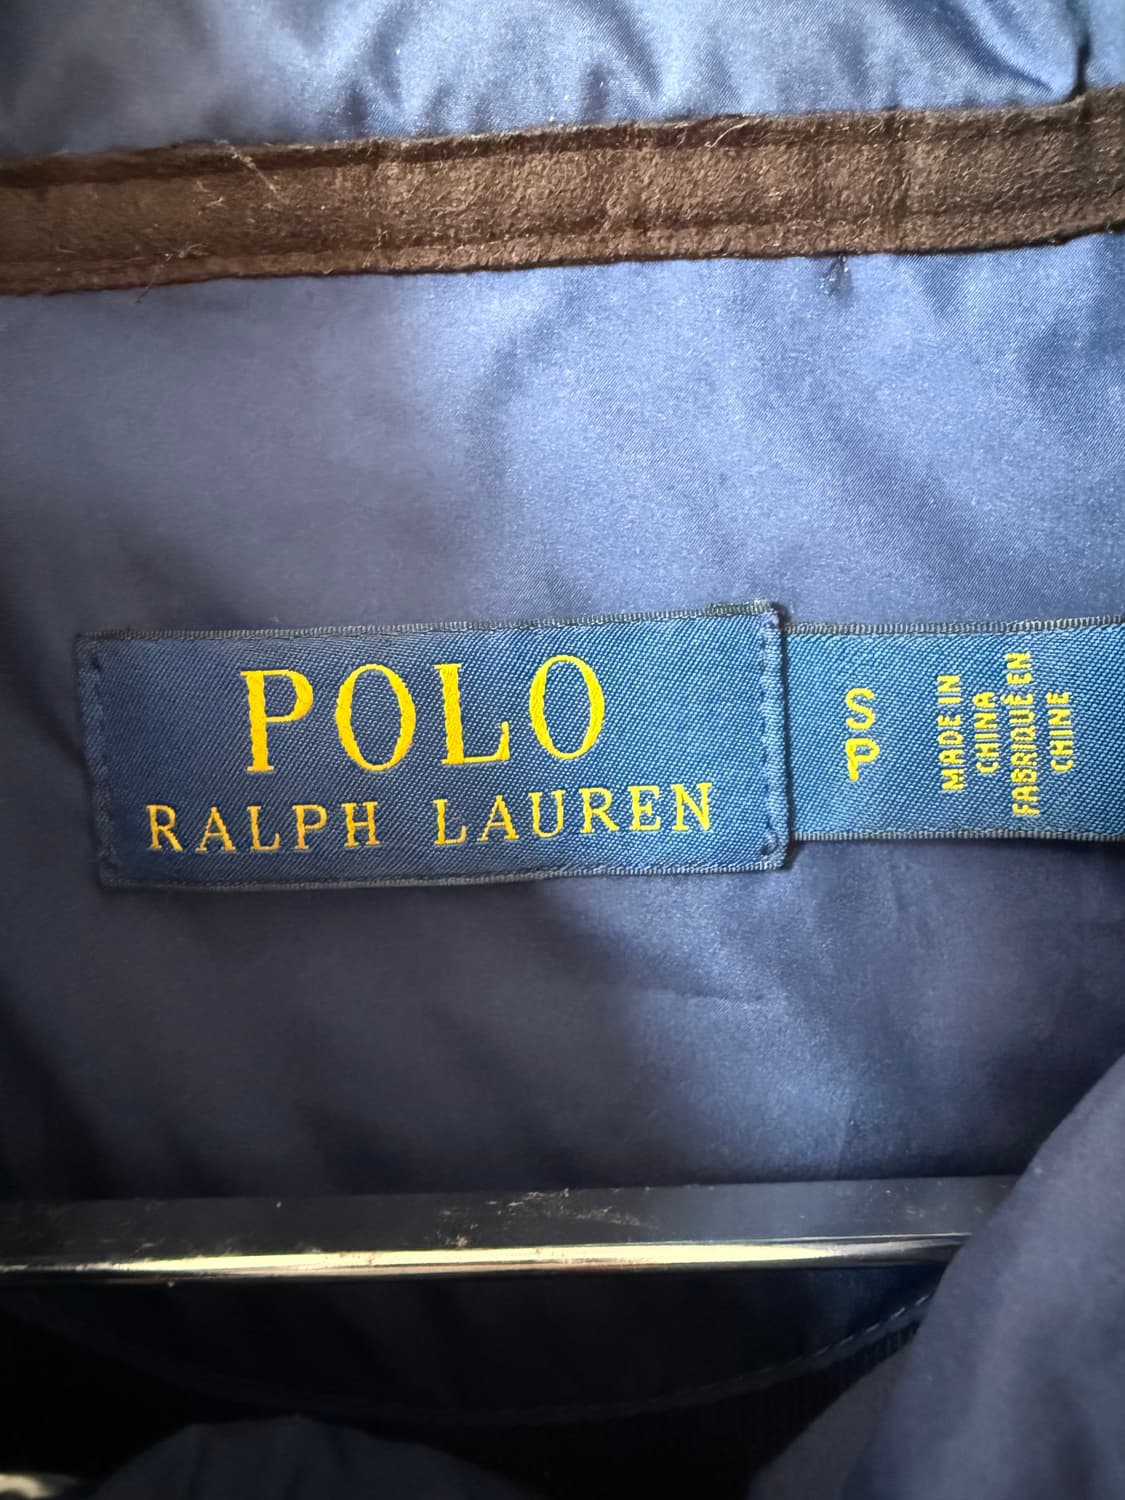 POLO
RALPH LAUREN
S
P
MADE IN
CHINA
FABRIQUÉ EN
CHINE